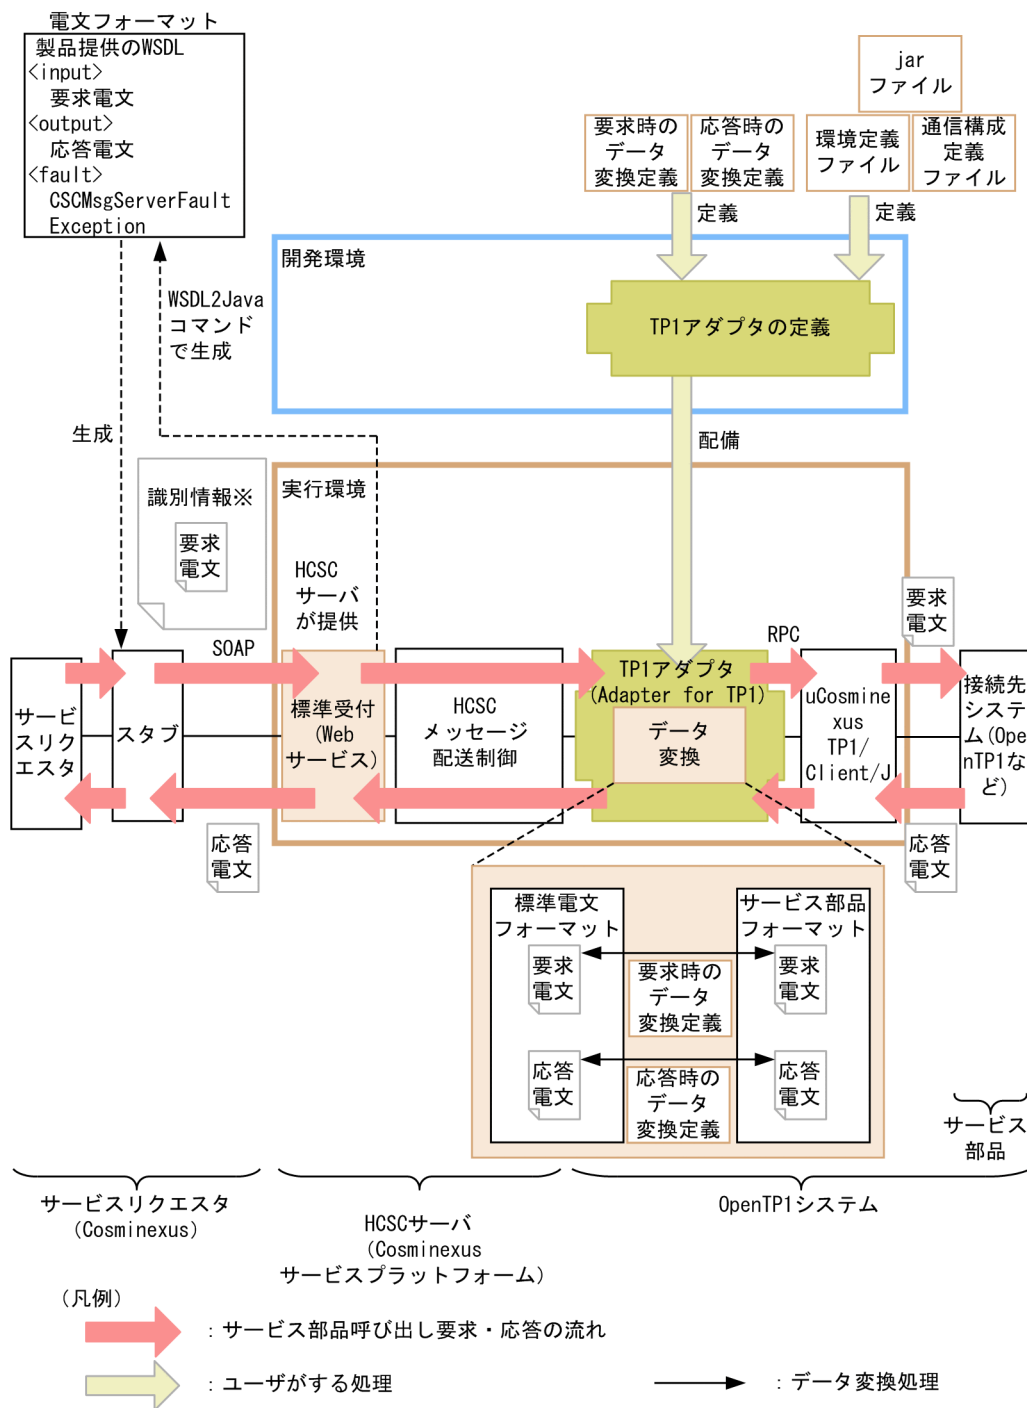 電文フォーマット
製品提供のWSDL
<input>
要求電文
<output>
応答電文
<fault>
CSCMsgServerFault
Exception
jar
ファイル
要求時の
データ
変換定義
応答時の
データ
変換定義
環境定義
ファイル
通信構成
定義
ファイル
定義
定義
開発環境
WSDL2Java
コマンド
で生成
TP1アダプタの定義
生成
配備
識別情報※
要求
電文
実行環境
HCSC
サーバ
が提供
SOAP
RPC
要求
電文
サービ
スリク
エスタ
スタブ
標準受付
(Web
サービス)
HCSC
メッセージ
配送制御
TP1アダプタ
(Adapter for TP1)
データ
変換
uCosmine
xus
TP1/
Client/J
接続先
システ
ム(Ope
nTP1な
ど)
応答
電文
応答
電文
標準電文
フォーマット
サービス部品
フォーマット
要求
電文
要求時の
データ
変換定義
要求
電文
応答
電文
応答時の
データ
変換定義
応答
電文
サービス
部品
サービスリクエスタ
(Cosminexus)
HCSCサーバ
(Cosminexus
サービスプラットフォーム)
OpenTP1システム
(凡例)
：サービス部品呼び出し要求・応答の流れ
：ユーザがする処理
：データ変換処理